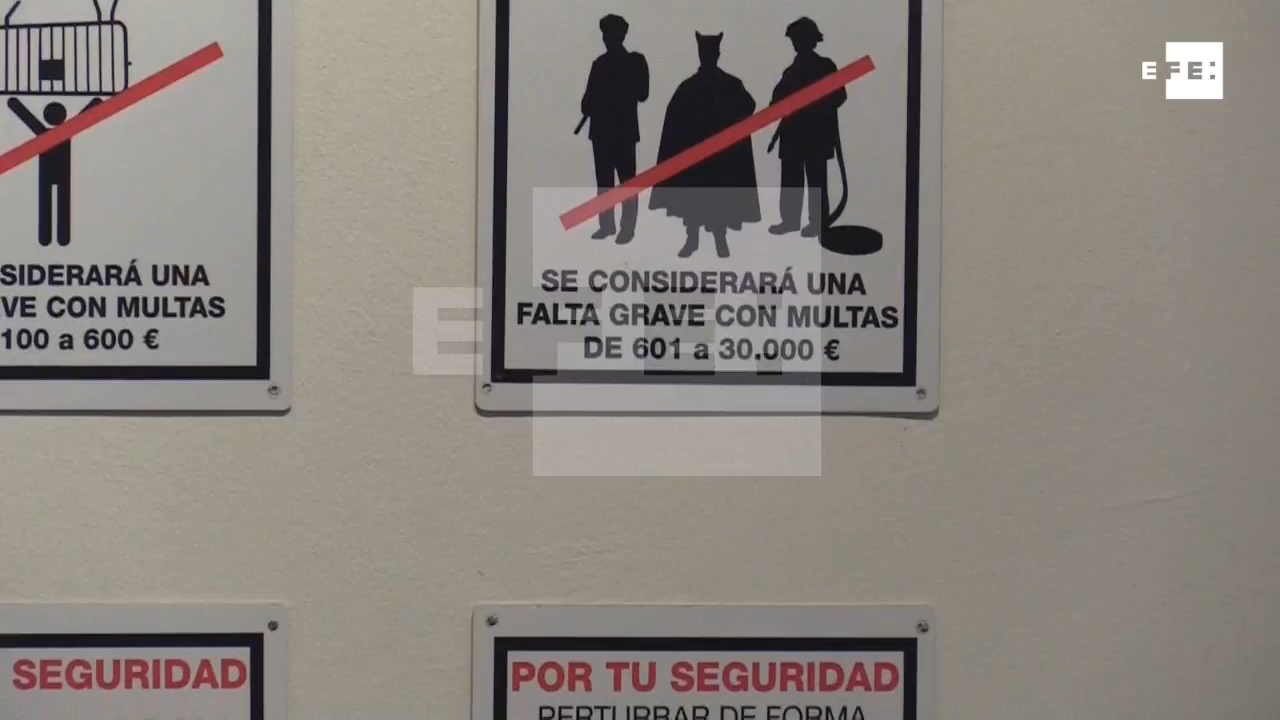 EFE:
SIDERARÁ UNA
VE CON MULTAS
100 a 600 €
SE CONSIDERARÁ UNA
FALTA GRAVE CON MULTAS
DE 601 a 30.000 €
EFE:
SEGURIDAD
POR TU SEGURIDAD
PERTURBAR DE FORMA